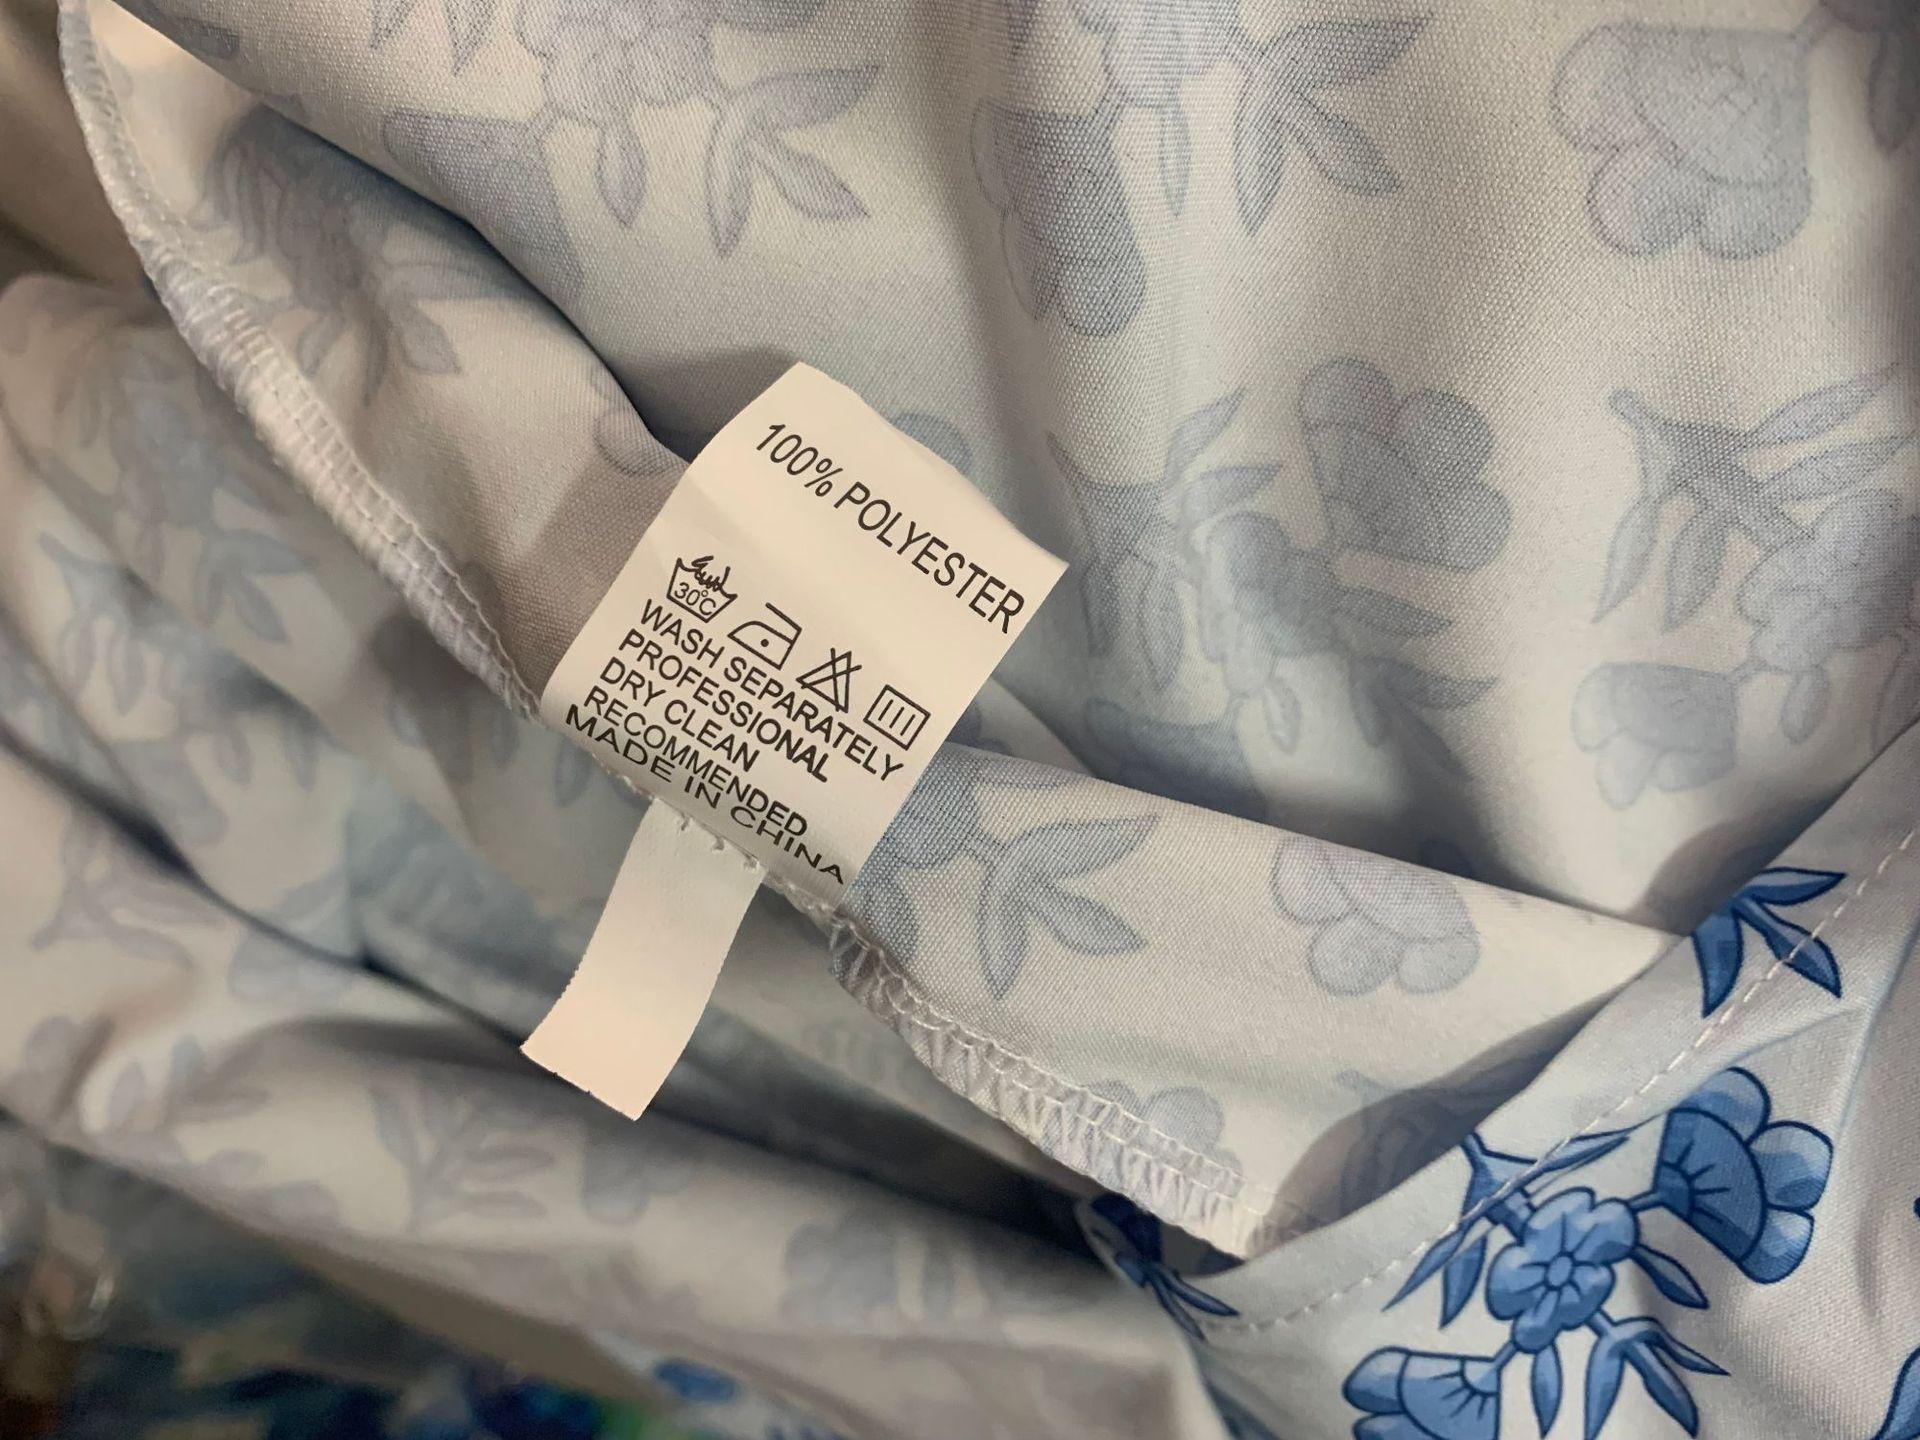 100% POLYESTER
30°C
WASH SEPARATELY
PROFESSIONAL
DRY CLEAN
RECOMMENDED
MADE IN CHINA